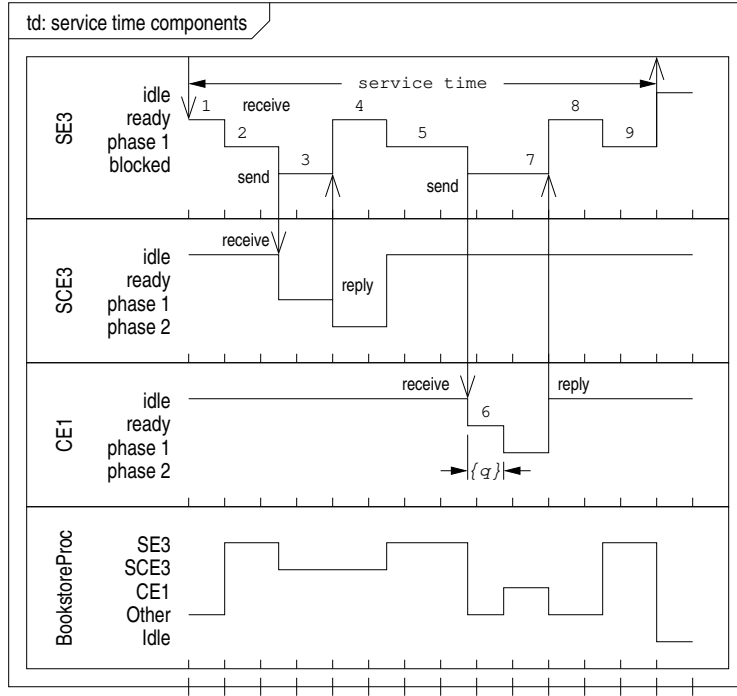 td: service time components
service time
SE3
idle
ready
phase 1
blocked
1
receive
2
send
3
4
5
send
7
8
9
SCE3
idle
ready
phase 1
phase 2
receive
reply
CE1
idle
ready
phase 1
phase 2
receive
reply
6
{q}
BookstoreProc
SE3
SCE3
CE1
Other
Idle